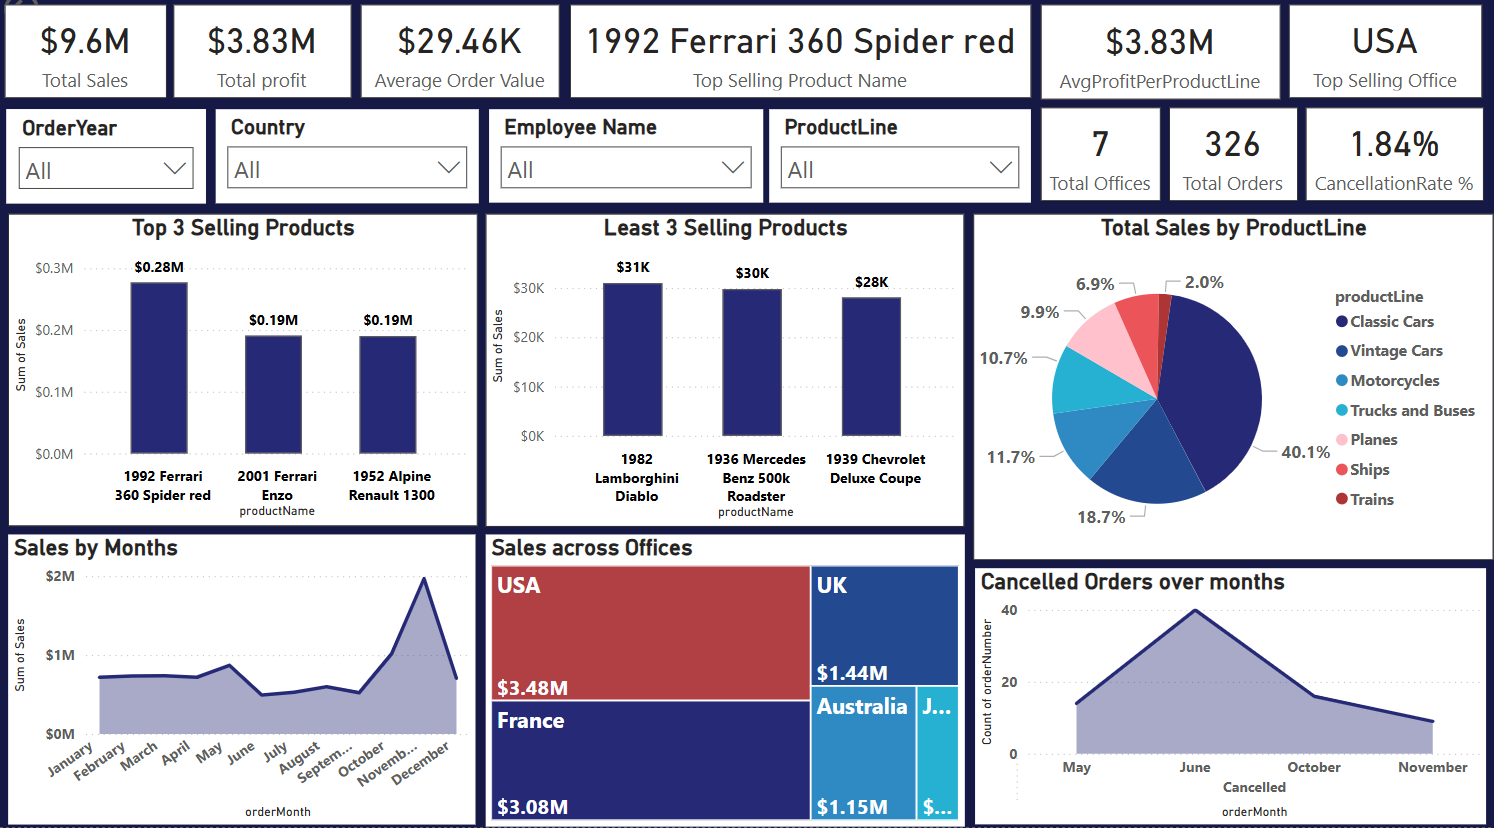 $9.6M
Total Sales
$3.83M
Total profit
$29.46K
Average Order Value
1992 Ferrari 360 Spider red
Top Selling Product Name
$3.83M
AvgProfitPerProductLine
USA
Top Selling Office
OrderYear
All
Country
All
Employee Name
All
ProductLine
All
7
Total Offices
326
Total Orders
1.84%
CancellationRate %
Top 3 Selling Products
Sum of Sales
$0.3M
$0.2M
$0.1M
$0.0M
$0.28M
$0.19M
$0.19M
1992 Ferrari
360 Spider red
2001 Ferrari
Enzo
1952 Alpine
Renault 1300
productName
Least 3 Selling Products
Sum of Sales
$30K
$20K
$10K
$0K
$31K
$30K
$28K
1982
Lamborghini
Diablo
1936 Mercedes
Benz 500k
Roadster
1939 Chevrolet
Deluxe Coupe
productName
Total Sales by ProductLine
2.0%
6.9%
9.9%
10.7%
11.7%
18.7%
40.1%
productLine
Classic Cars
Vintage Cars
Motorcycles
Trucks and Buses
Planes
Ships
Trains
Sales by Months
Sum of Sales
$2M
$1M
$0M
January
February
March
April
May
June
July
August
Septem...
October
Novemb...
December
orderMonth
Sales across Offices
USA
$3.48M
France
$3.08M
UK
$1.44M
Australia
$1.15M
J...
$...
Cancelled Orders over months
Count of orderNumber
40
20
0
May
June
October
November
Cancelled
orderMonth